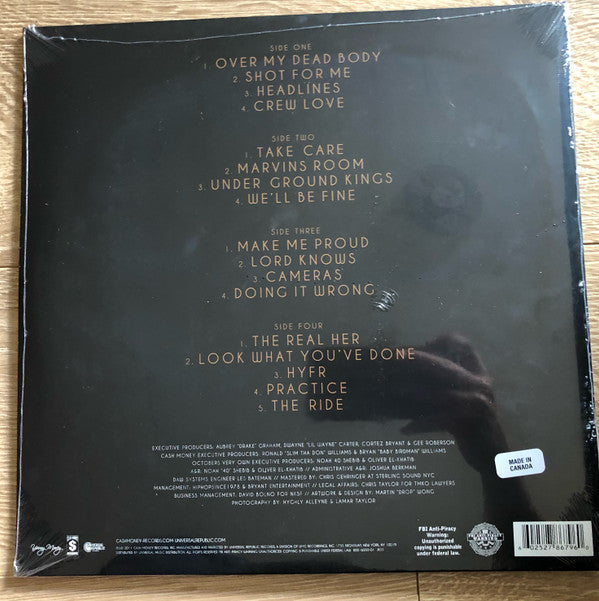 SIDE ONE
1. OVER MY DEAD BODY
2. SHOT FOR ME
3. HEADLINES
4. CREW LOVE
SIDE TWO
1. TAKE CARE
2. MARVINS ROOM
3. UNDER GROUND KINGS
4. WE'LL BE FINE
SIDE THREE
1. MAKE ME PROUD
2. LORD KNOWS
3. CAMERAS
4. DOING IT WRONG
SIDE FOUR
1. THE REAL HER
2. LOOK WHAT YOU'VE DONE
3. HYFR
4. PRACTICE
5. THE RIDE
EXECUTIVE PRODUCERS: AUBREY "DRAKE" GRAHAM, DWAYNE "LIL WAYNE" CARTER, CORTEZ BRYANT & GEE ROBERSON
CASH MONEY EXECUTIVE PRODUCERS: RONALD "SLIM THA DON" WILLIAMS & BRYAN "BABY BIRDMAN" WILLIAMS
OCTOBERS VERY OWN EXECUTIVE PRODUCERS: NOAH 40 SHEBIB & OLIVER EL-KHATIB
A&R: NOAH "40" SHEBIB & OLIVER EL-KHATIB // ADMINISTRATIVE A&R: JOSHUA BERKMAN
D&W SYSTEMS ENGINEER LES BATEMAN // MASTERED BY: CHRIS GEHRINGER AT STERLING SOUND NYC
MANAGEMENT: HIPHOPSINCE1978 & BRYANT ENTERTAINMENT // LEGAL AFFAIRS: CHRIS TAYLOR FOR TMKO LAWYERS
BUSINESS MANAGEMENT: DAVID BOLNO FOR NKSF // ARTWORK & DESIGN BY: MARTIN "DROP" WONG
PHOTOGRAPHY BY: HYGHLY ALLEYNE & LAMAR TAYLOR
MADE IN
CANADA
Young Money
CASHMONEY-RECORDS.COM UNIVERSALREPUBLIC.COM
FBI Anti-Piracy
Warning:
Unauthorized
copying is punishable
under federal law.
6 02527 86796 0